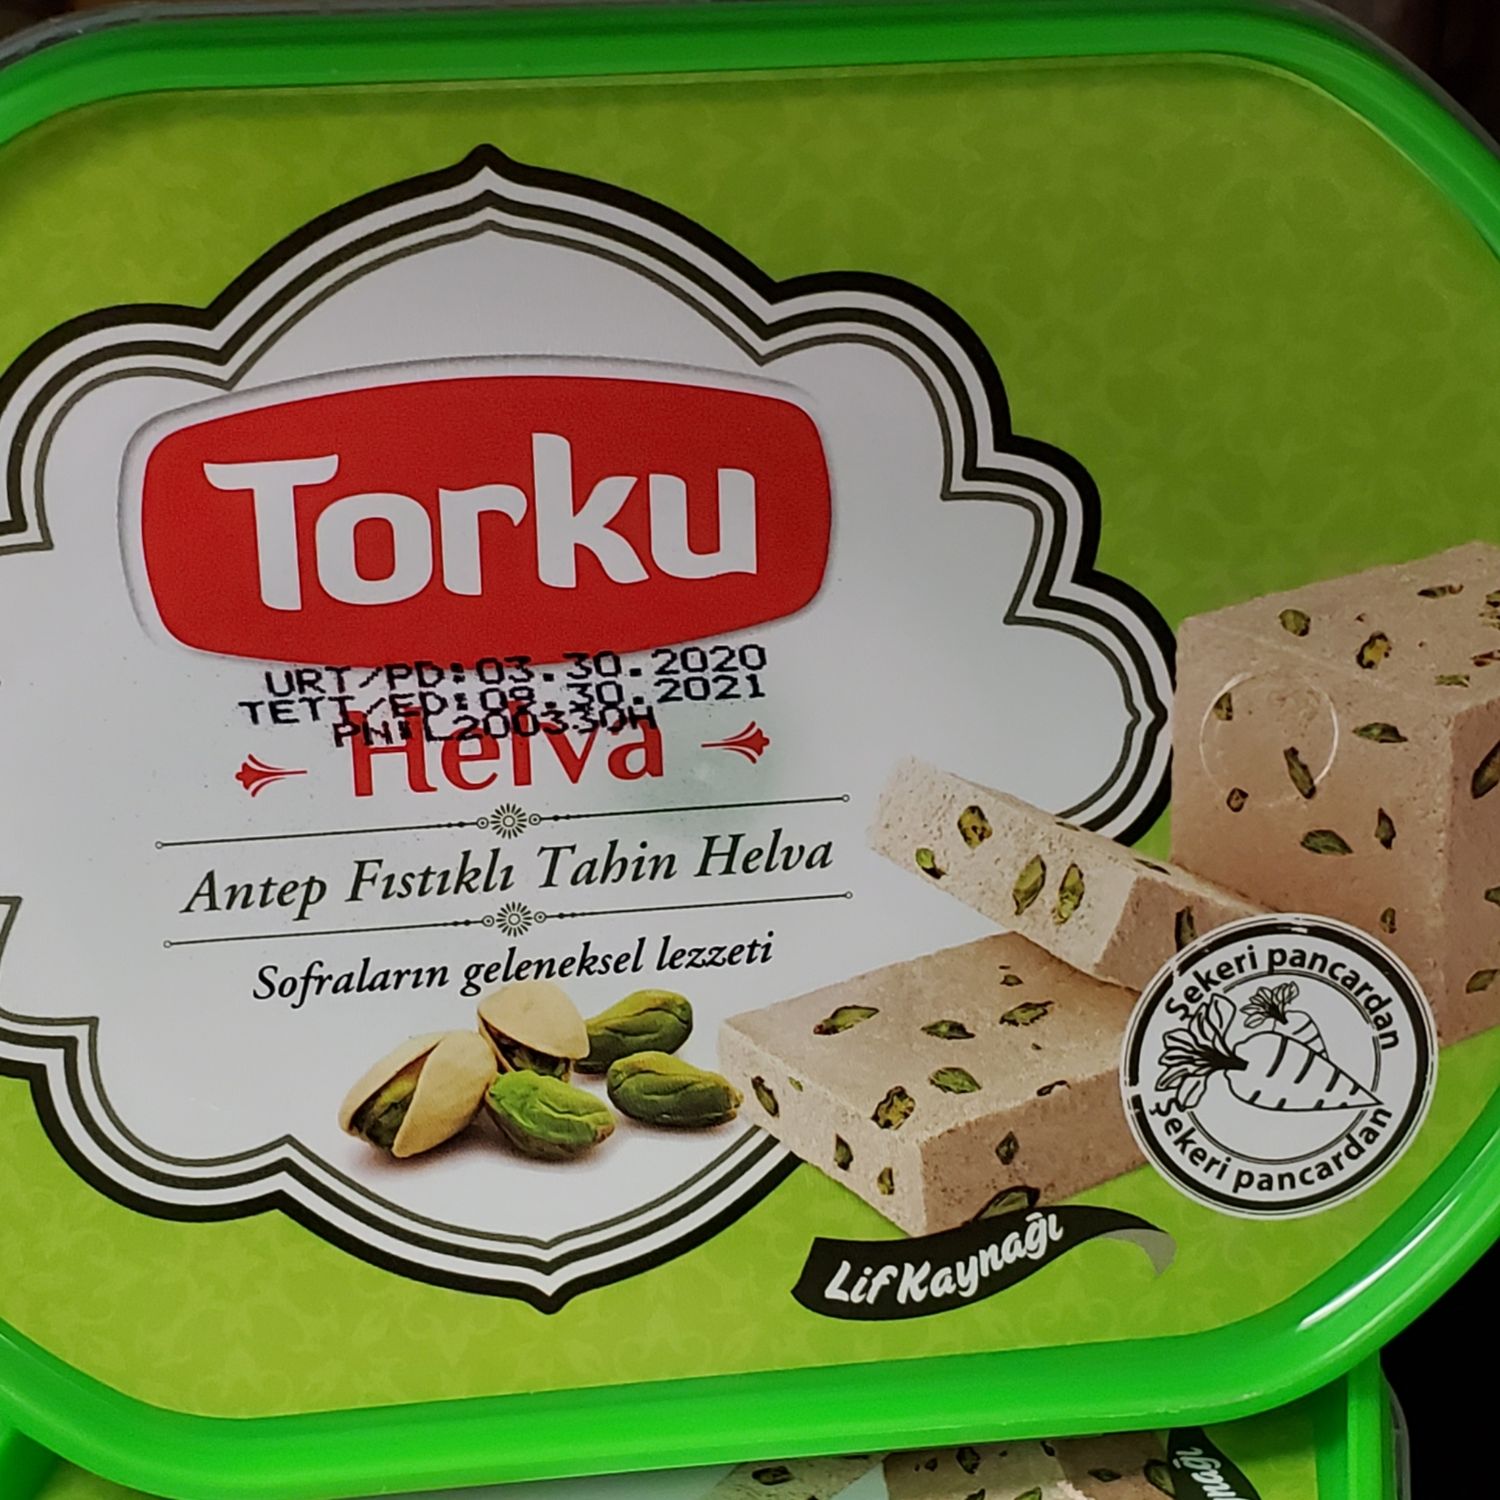 Torku
URT/PD:03.30.2020
TETT/ED:09.30.2021
PN:L200330H
Helva
Antep Fıstıklı Tahin Helva
Sofraların geleneksel lezzeti
Şekeri pancardan
Şekeri pancardan
Lif Kaynağı